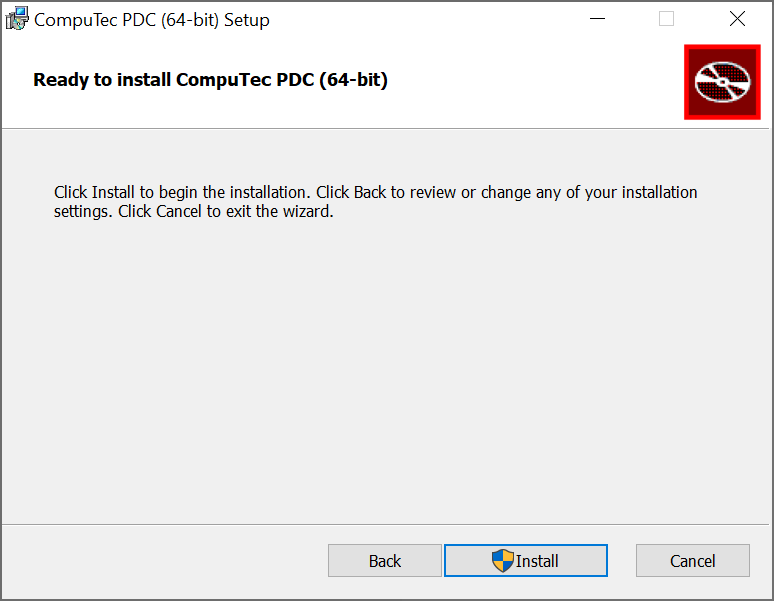 CompuTec PDC (64-bit) Setup
Ready to install CompuTec PDC (64-bit)
Click Install to begin the installation. Click Back to review or change any of your installation
settings. Click Cancel to exit the wizard.
Back Install Cancel